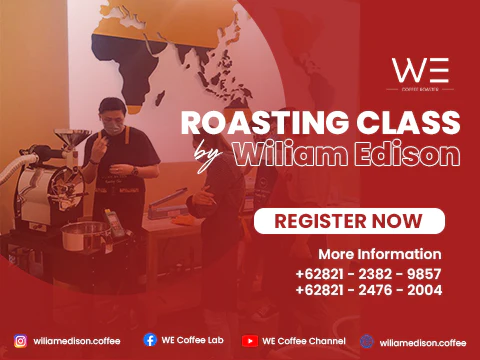 WE
COFFEE ROASTER
ROASTING CLASS
by Wiliam Edison
REGISTER NOW
More Information
+62821 - 2382 - 9857
+62821 - 2476 - 2004
wiliamedison.coffee
WE Coffee Lab
WE Coffee Channel
wiliamedison.coffee